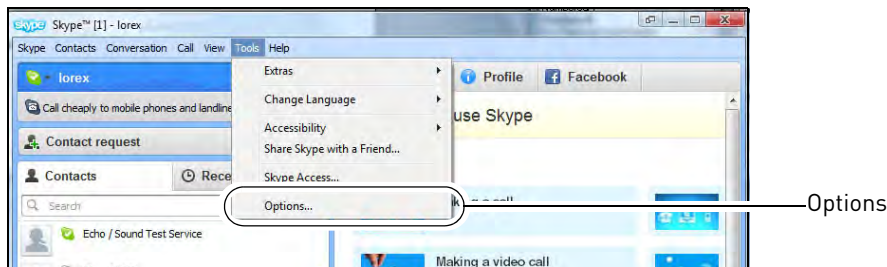 skype Skype™ [1] - lorex
Skype Contacts Conversation Call View Tools Help
lorex
Extras
Profile
Facebook
Call cheaply to mobile phones and landline
Change Language
use Skype
Accessibility
Contact request
Share Skype with a Friend...
Contacts
Rece
Skype Access...
Search
Options...
Options
Echo / Sound Test Service
Making a video call